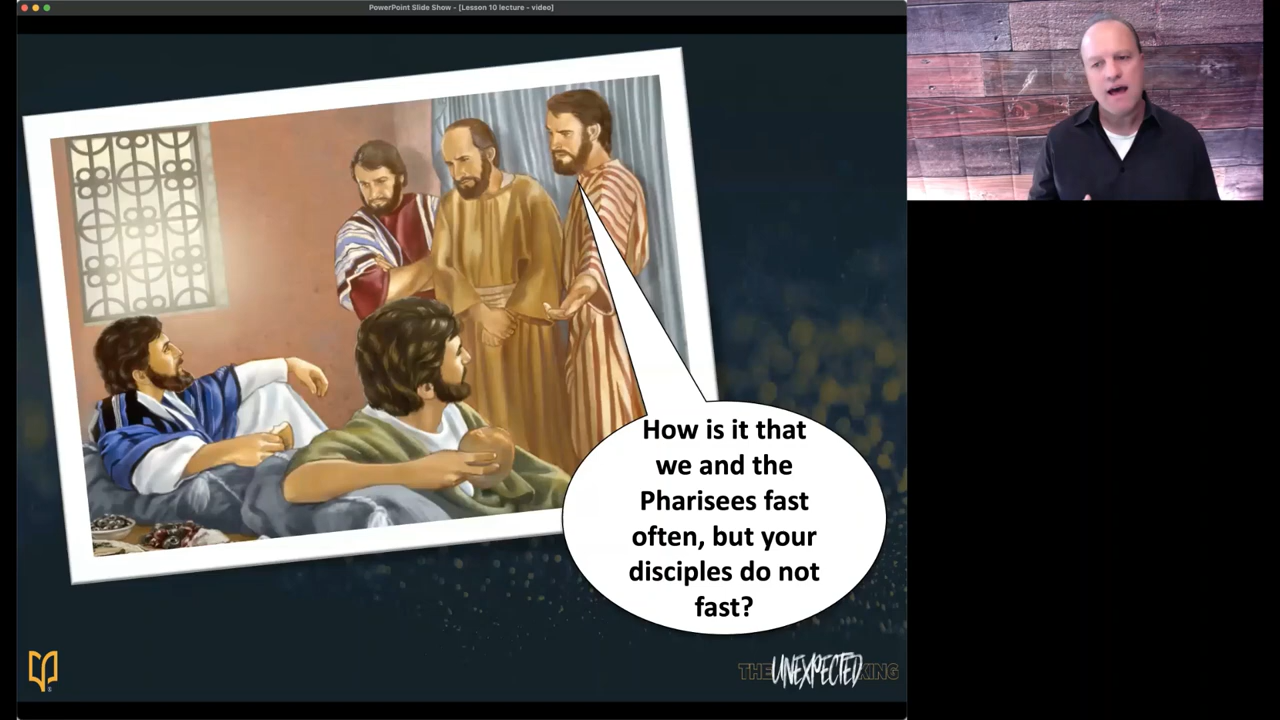 PowerPoint Slide Show - [Lesson 10 lecture - video]
How is it that
we and the
Pharisees fast
often, but your
disciples do not
fast?
THE UNEXPECTED KING